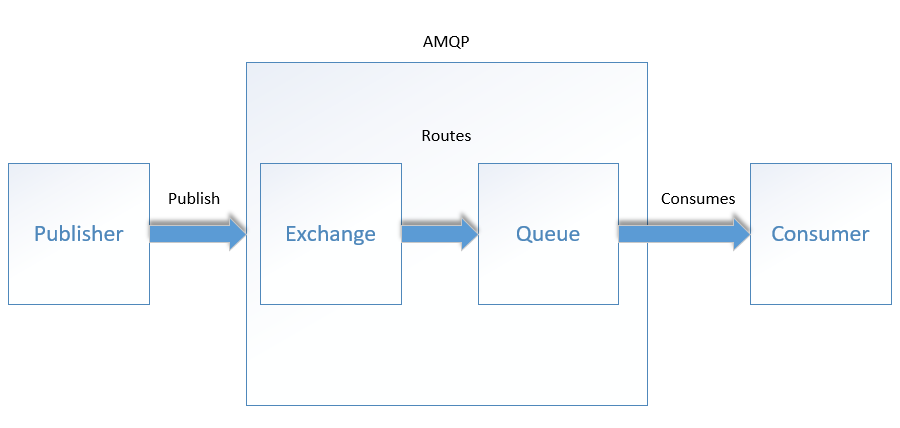 AMQP
Routes
Publisher
Publish
Exchange
Queue
Consumes
Consumer